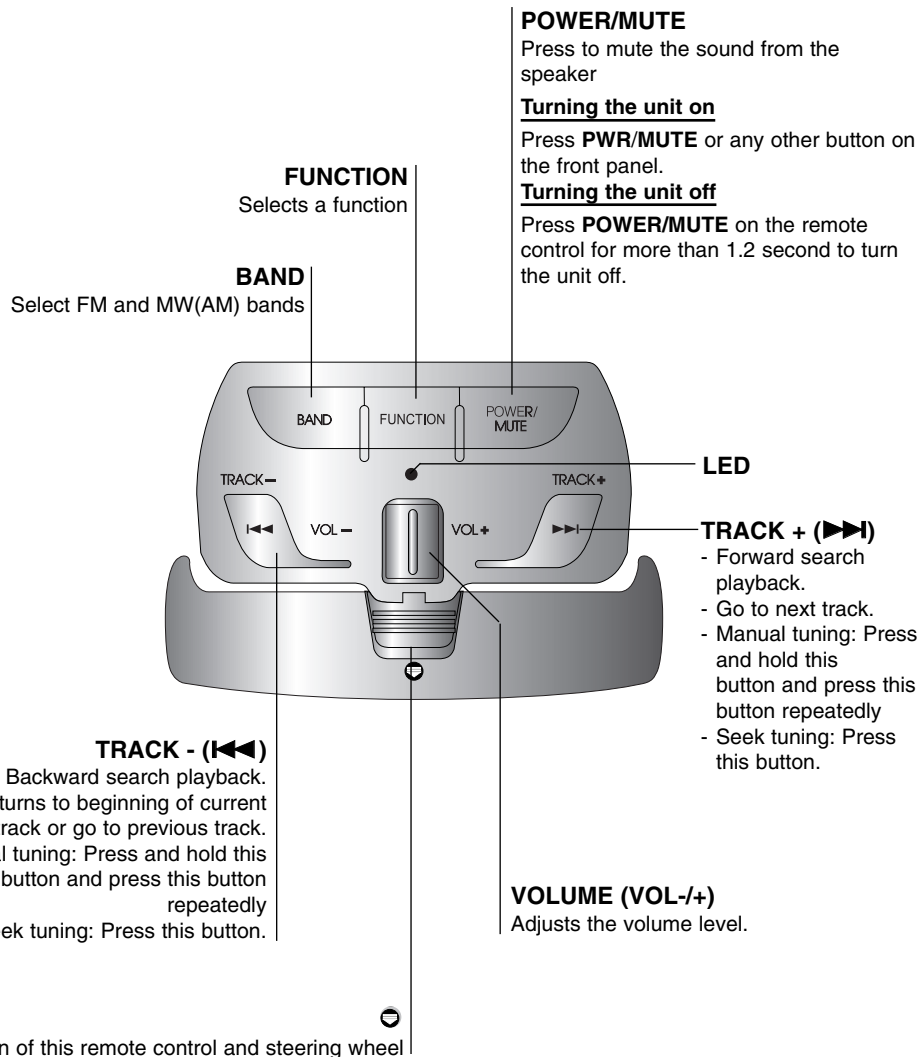 POWER/MUTE
Press to mute the sound from the
speaker
Turning the unit on
Press PWR/MUTE or any other button on
the front panel.
Turning the unit off
Press POWER/MUTE on the remote
control for more than 1.2 second to turn
the unit off.
FUNCTION
Selects a function
BAND
Select FM and MW(AM) bands
BAND
FUNCTION
POWER/
MUTE
LED
TRACK−
TRACK+
VOL −
VOL +
TRACK + (▶▶I)
- Forward search
playback.
- Go to next track.
- Manual tuning: Press
and hold this
button and press this
button repeatedly
- Seek tuning: Press
this button.
TRACK - (I◀◀)
Backward search playback.
to beginning of current
or go to previous track.
tuning: Press and hold this
button and press this button
repeatedly
tuning: Press this button.
VOLUME (VOL-/+)
Adjusts the volume level.
of this remote control and steering wheel